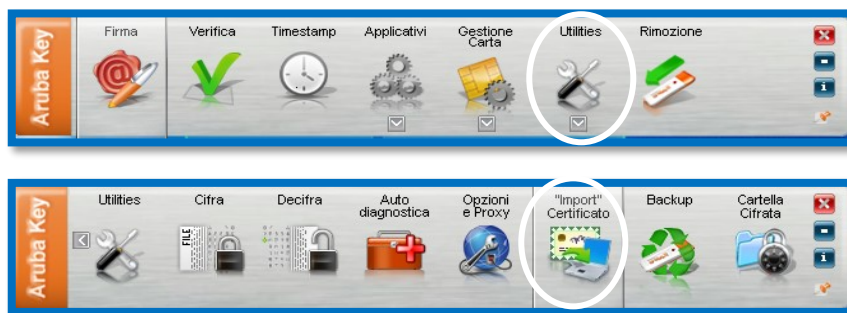 Aruba Key
Firma
Verifica
Timestamp
Applicativi
Gestione
Carta
Utilities
Rimozione
Aruba Key
Utilities
Cifra
Decifra
Auto
diagnostica
Opzioni
e Proxy
"Import"
Certificato
Backup
Cartella
Cifrata
FILE